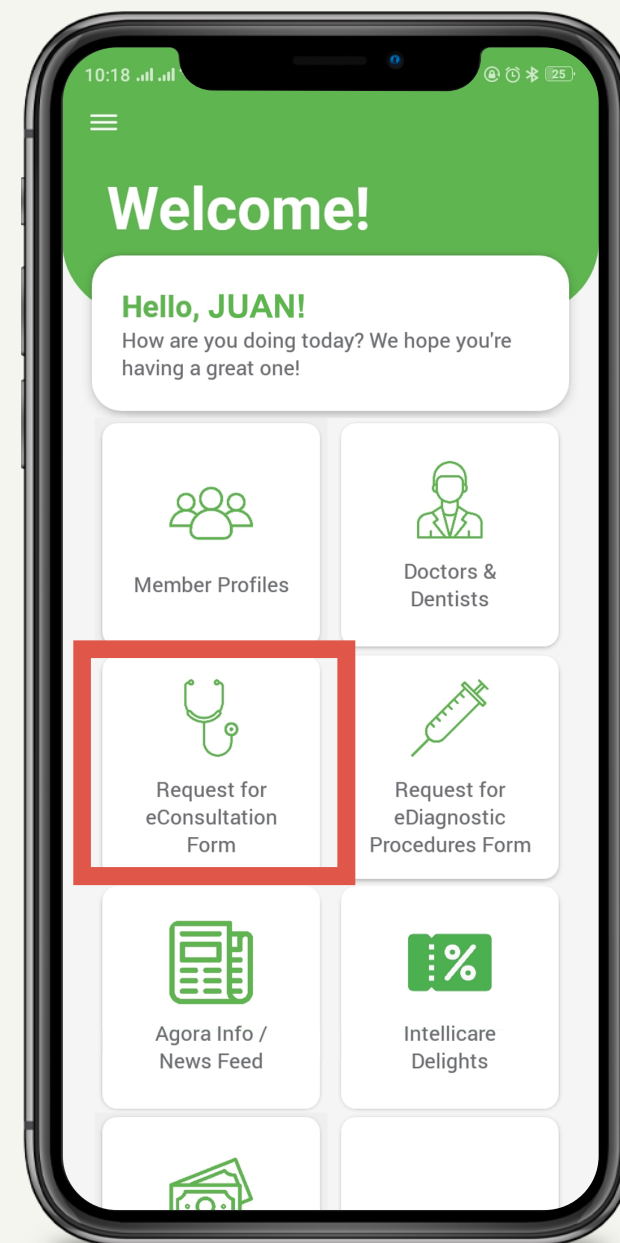 10:18
25
Welcome!
Hello, JUAN!
How are you doing today? We hope you're
having a great one!
Member Profiles
Doctors &
Dentists
Request for
eConsultation
Form
Request for
eDiagnostic
Procedures Form
Agora Info /
News Feed
%
Intellicare
Delights